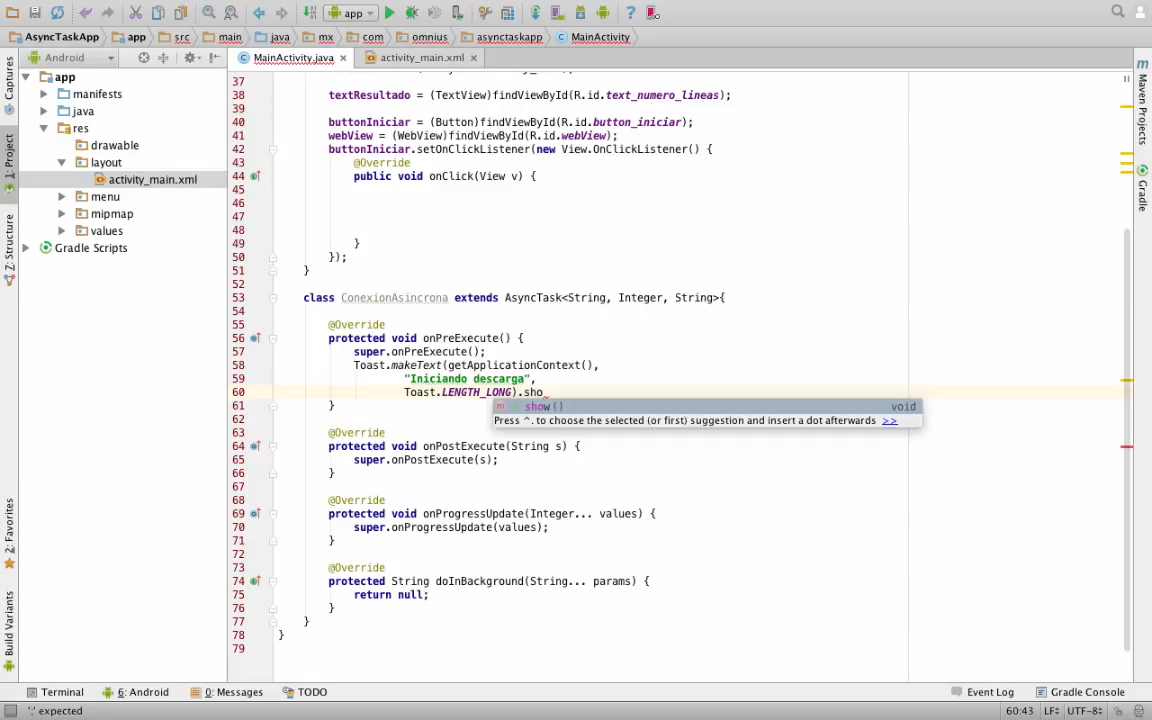 app
AsyncTaskApp app src main java mx com omnius asynctaskapp MainActivity
Android
MainActivity.java
activity_main.xml
Captures
1: Project
Z: Structure
2: Favorites
Build Variants
app
manifests
java
res
drawable
layout
activity_main.xml
menu
mipmap
values
Gradle Scripts
37
38 textResultado = (TextView)findViewById(R.id.text_numero_lineas);
39
40 buttonIniciar = (Button)findViewById(R.id.button_iniciar);
41 webView = (WebView)findViewById(R.id.webView);
42 buttonIniciar.setOnClickListener(new View.OnClickListener() {
43 @Override
44 public void onClick(View v) {
45
46
47
48
49 }
50 });
51 }
52
53 class ConexionAsincrona extends AsyncTask<String, Integer, String>{
54
55 @Override
56 protected void onPreExecute() {
57 super.onPreExecute();
58 Toast.makeText(getApplicationContext(),
59 "Iniciando descarga",
60 Toast.LENGTH_LONG).sho
m show() void
Press ^. to choose the selected (or first) suggestion and insert a dot afterwards >>
61 }
62
63 @Override
64 protected void onPostExecute(String s) {
65 super.onPostExecute(s);
66 }
67
68 @Override
69 protected void onProgressUpdate(Integer... values) {
70 super.onProgressUpdate(values);
71 }
72
73 @Override
74 protected String doInBackground(String... params) {
75 return null;
76 }
77 }
78 }
79
Maven Projects
Gradle
Terminal 6: Android 0: Messages TODO Event Log Gradle Console
';' expected 60:43 LF UTF-8